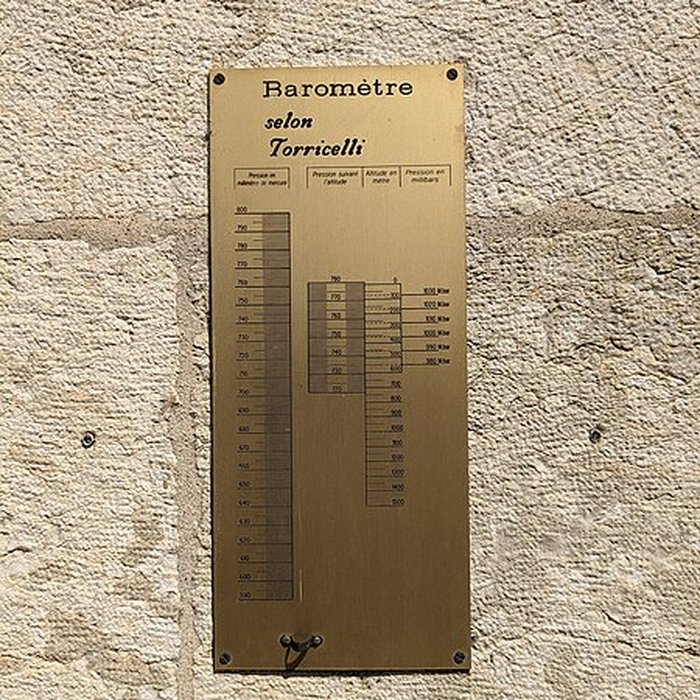 Baromètre
selon
Torricelli
Pression en
millimètre de mercure
Pression suivant
l'altitude
Altitude en
mètre
Pression en
millibars
800
790
780
770
760
750
740
730
720
710
700
690
680
670
660
650
640
630
620
610
600
590
780
770
760
750
740
730
720
0
100
200
300
400
500
600
700
800
900
1000
1200
1300
1400
1500
1030 Mbar
1020 Mbar
1010 Mbar
1000 Mbar
990 Mbar
980 Mbar